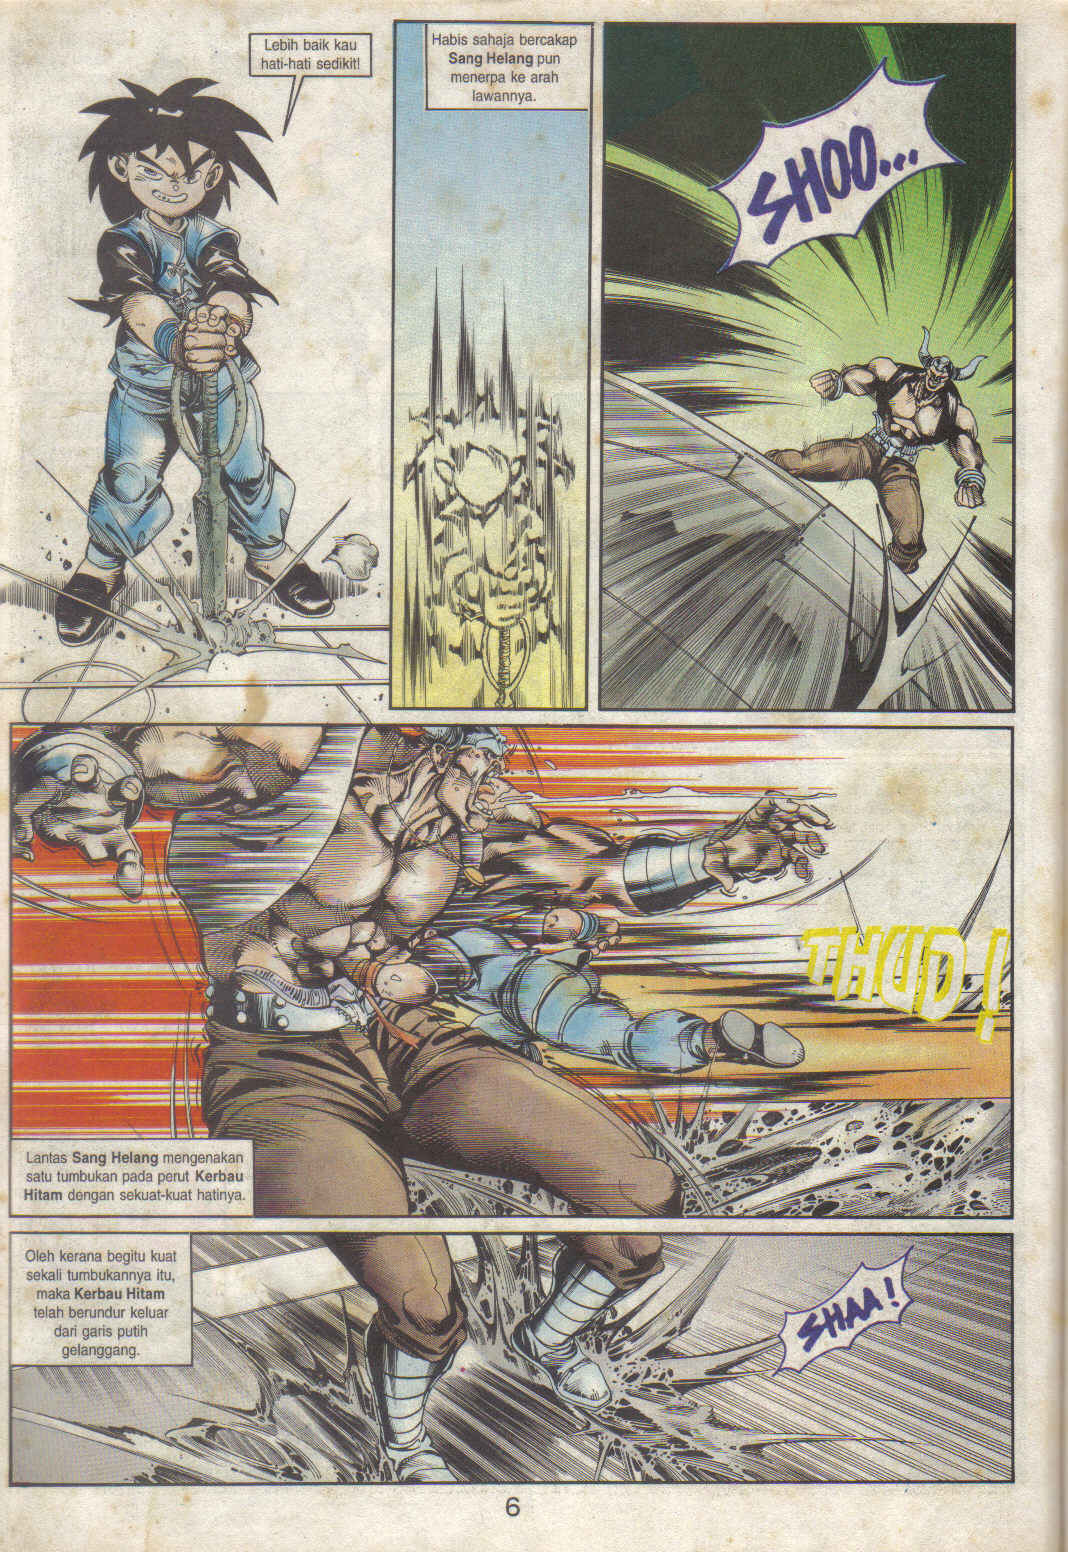 Lebih baik kau
hati-hati sedikit!
Habis sahaja bercakap
Sang Helang pun
menerpa ke arah
lawannya.
SHOO...
THUD!
Lantas Sang Helang mengenakan
satu tumbukan pada perut Kerbau
Hitam dengan sekuat-kuat hatinya.
Oleh kerana begitu kuat
sekali tumbukannya itu,
maka Kerbau Hitam
telah berundur keluar
dari garis putih
gelanggang.
SHAA!
6